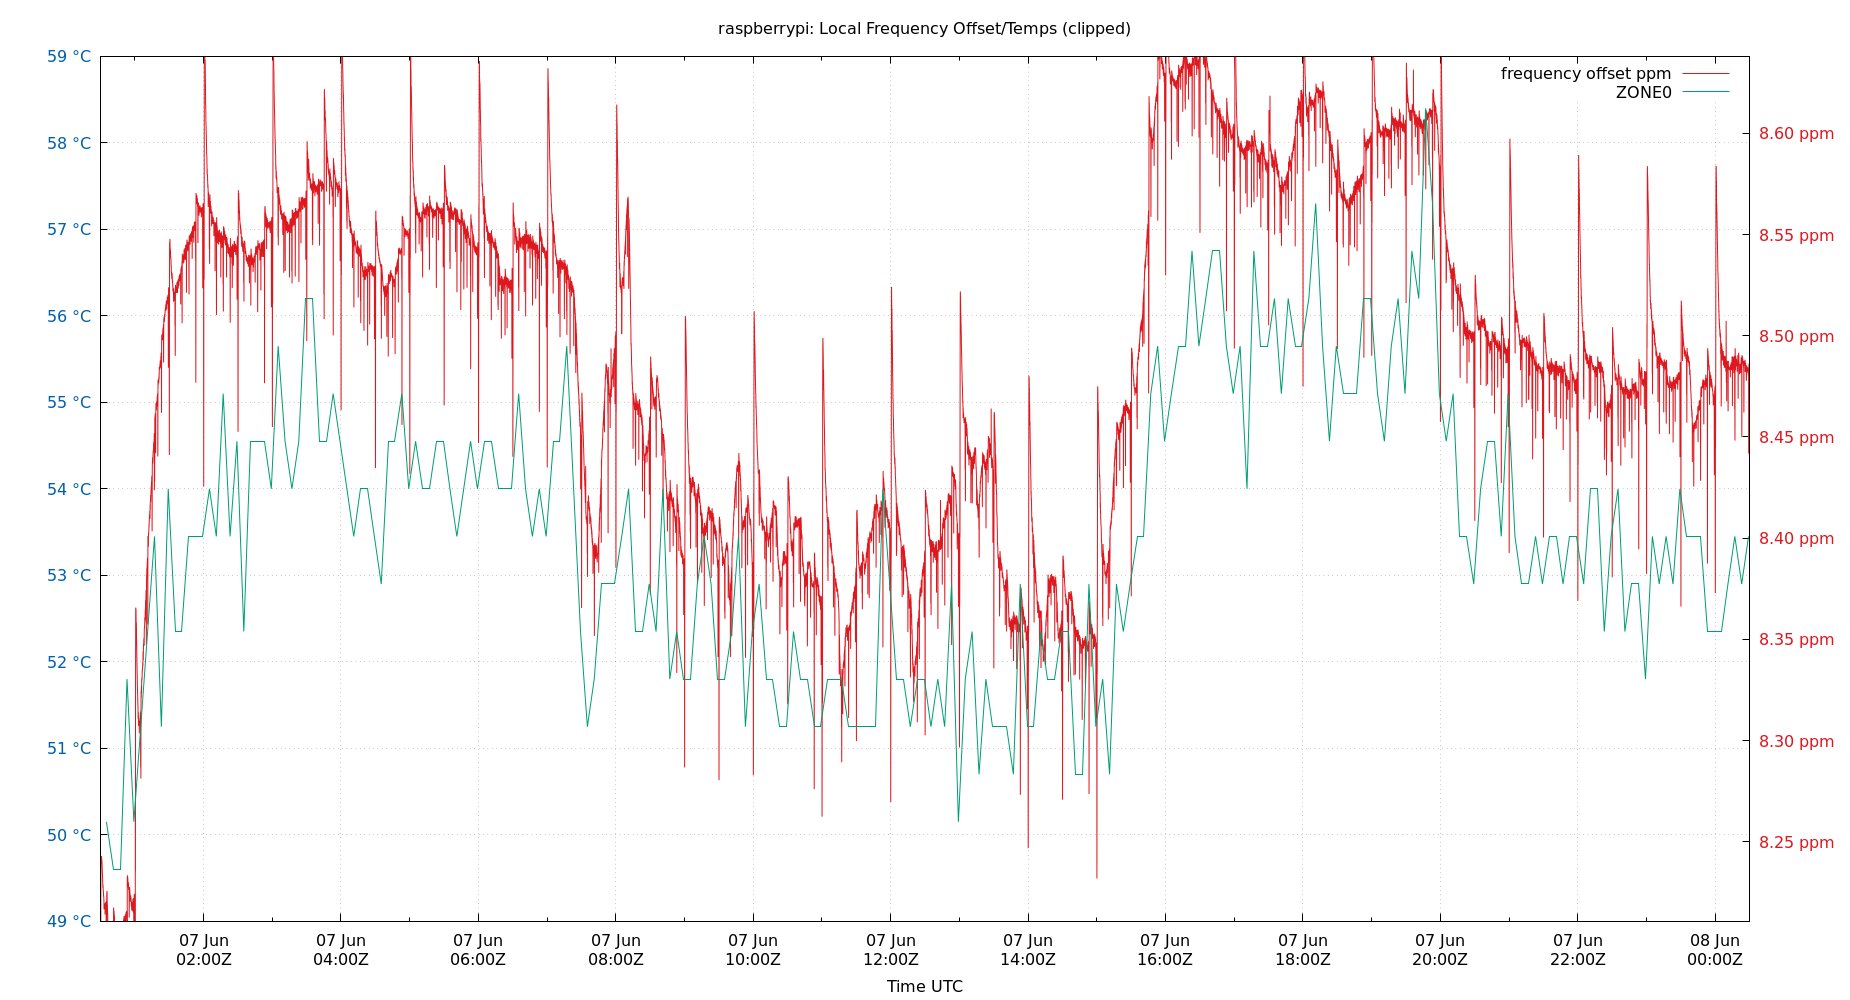 raspberrypi: Local Frequency Offset/Temps (clipped)
59 °C
58 °C
57 °C
56 °C
55 °C
54 °C
53 °C
52 °C
51 °C
50 °C
49 °C
frequency offset ppm
ZONE0
8.60 ppm
8.55 ppm
8.50 ppm
8.45 ppm
8.40 ppm
8.35 ppm
8.30 ppm
8.25 ppm
07 Jun
02:00Z
07 Jun
04:00Z
07 Jun
06:00Z
07 Jun
08:00Z
07 Jun
10:00Z
07 Jun
12:00Z
07 Jun
14:00Z
07 Jun
16:00Z
07 Jun
18:00Z
07 Jun
20:00Z
07 Jun
22:00Z
08 Jun
00:00Z
Time UTC